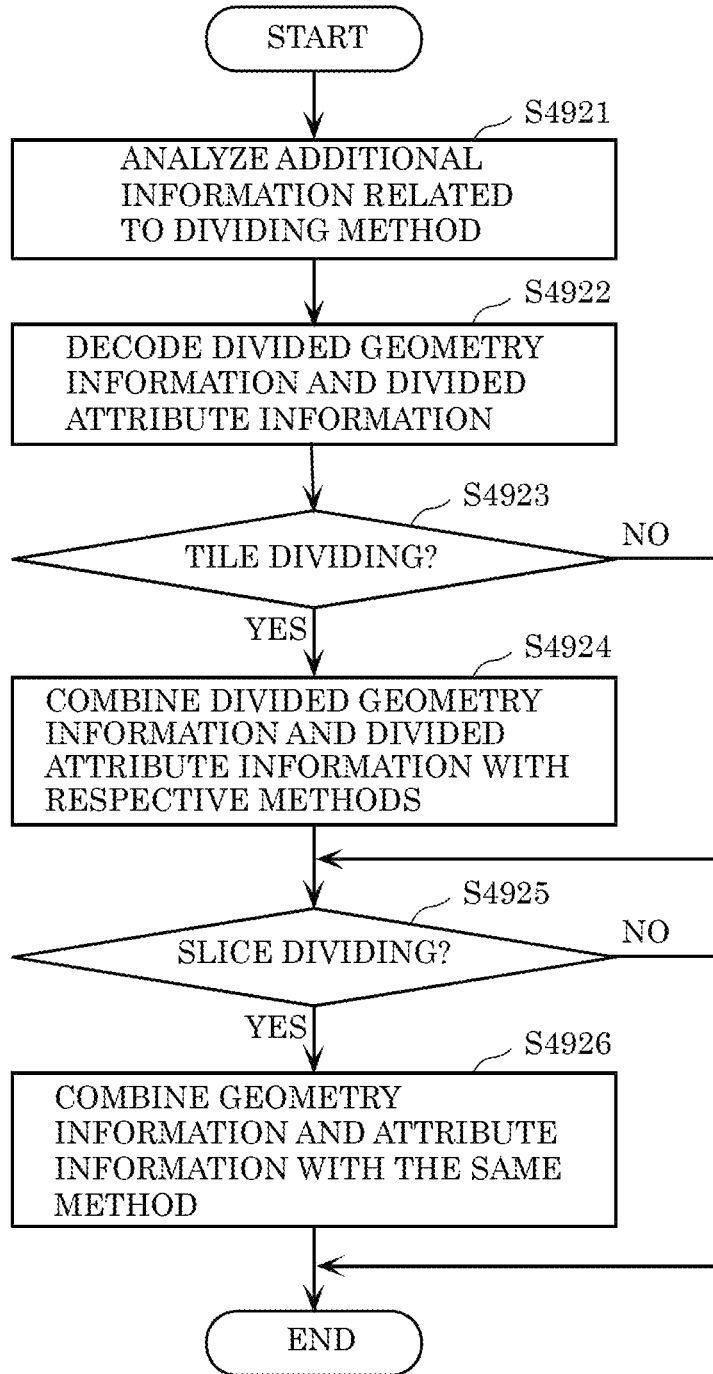 START
S4921
ANALYZE ADDITIONAL
INFORMATION RELATED
TO DIVIDING METHOD
S4922
DECODE DIVIDED GEOMETRY
INFORMATION AND DIVIDED
ATTRIBUTE INFORMATION
S4923
TILE DIVIDING?
NO
YES
S4924
COMBINE DIVIDED GEOMETRY
INFORMATION AND DIVIDED
ATTRIBUTE INFORMATION WITH
RESPECTIVE METHODS
S4925
SLICE DIVIDING?
NO
YES
S4926
COMBINE GEOMETRY
INFORMATION AND ATTRIBUTE
INFORMATION WITH THE SAME
METHOD
END